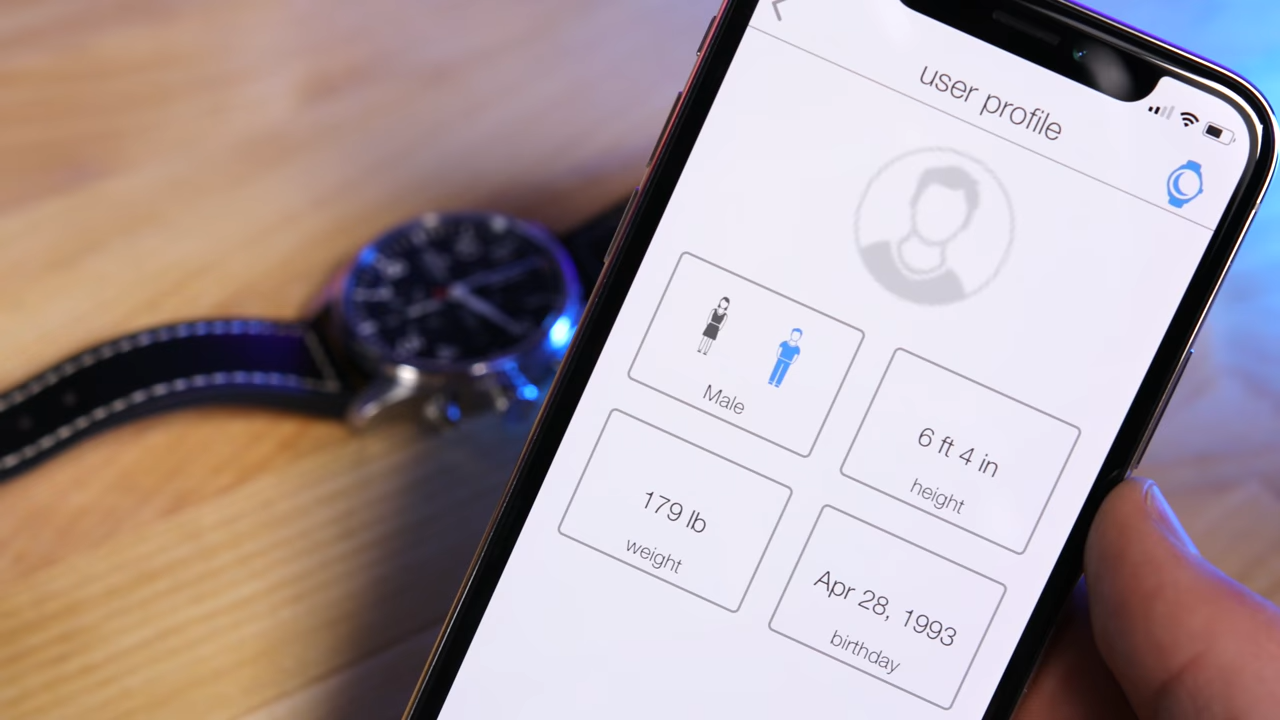 user profile
Male
6 ft 4 in
height
179 lb
weight
Apr 28, 1993
birthday